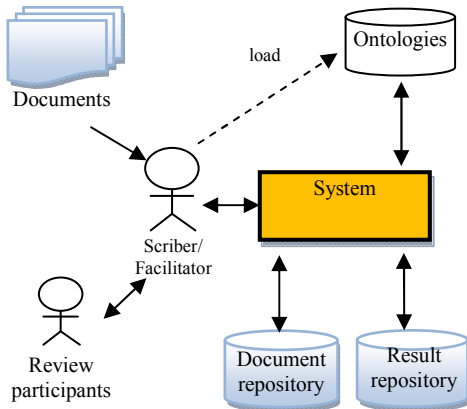 Documents
load
Ontologies
System
Scriber/
Facilitator
Review
participants
Document
repository
Result
repository